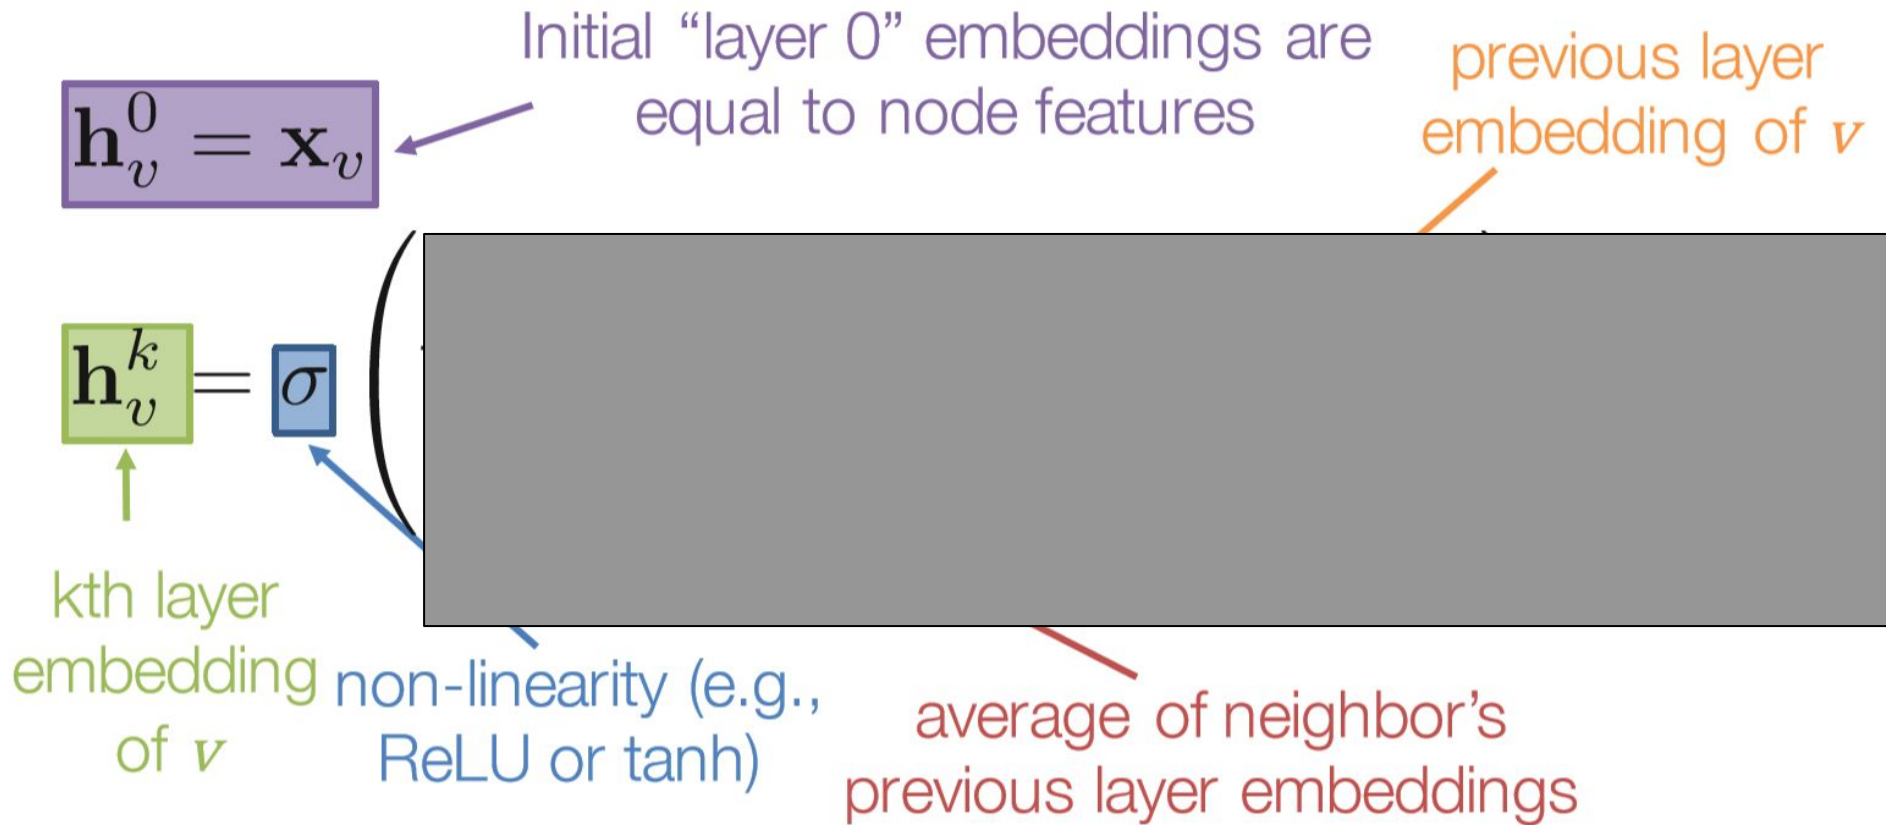 Initial “layer 0” embeddings are
equal to node features
previous layer
embedding of v
h_v^0 = x_v
h_v^k = σ (
kth layer
embedding
of v
non-linearity (e.g.,
ReLU or tanh)
average of neighbor’s
previous layer embeddings